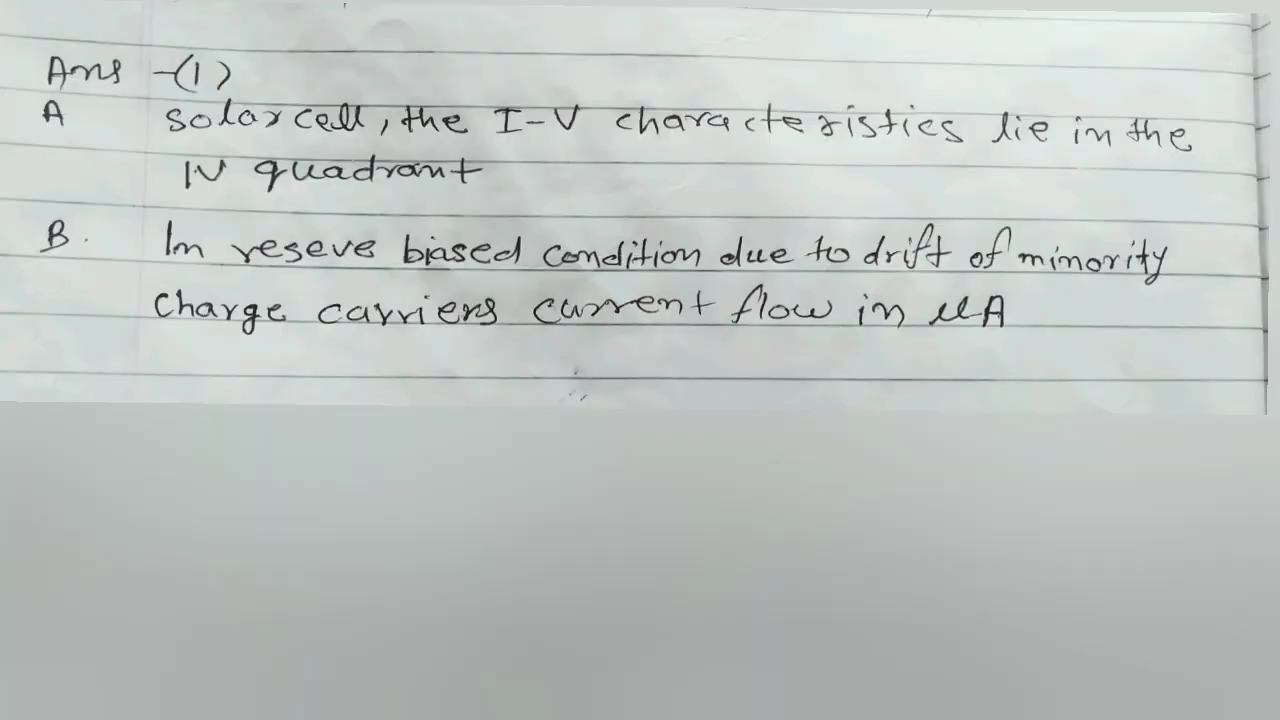 Ans -(1)
A solar cell, the I-V characteristics lie in the
IV quadrant
B. In reseve biased condition due to drift of minority
charge carriers current flow in μA